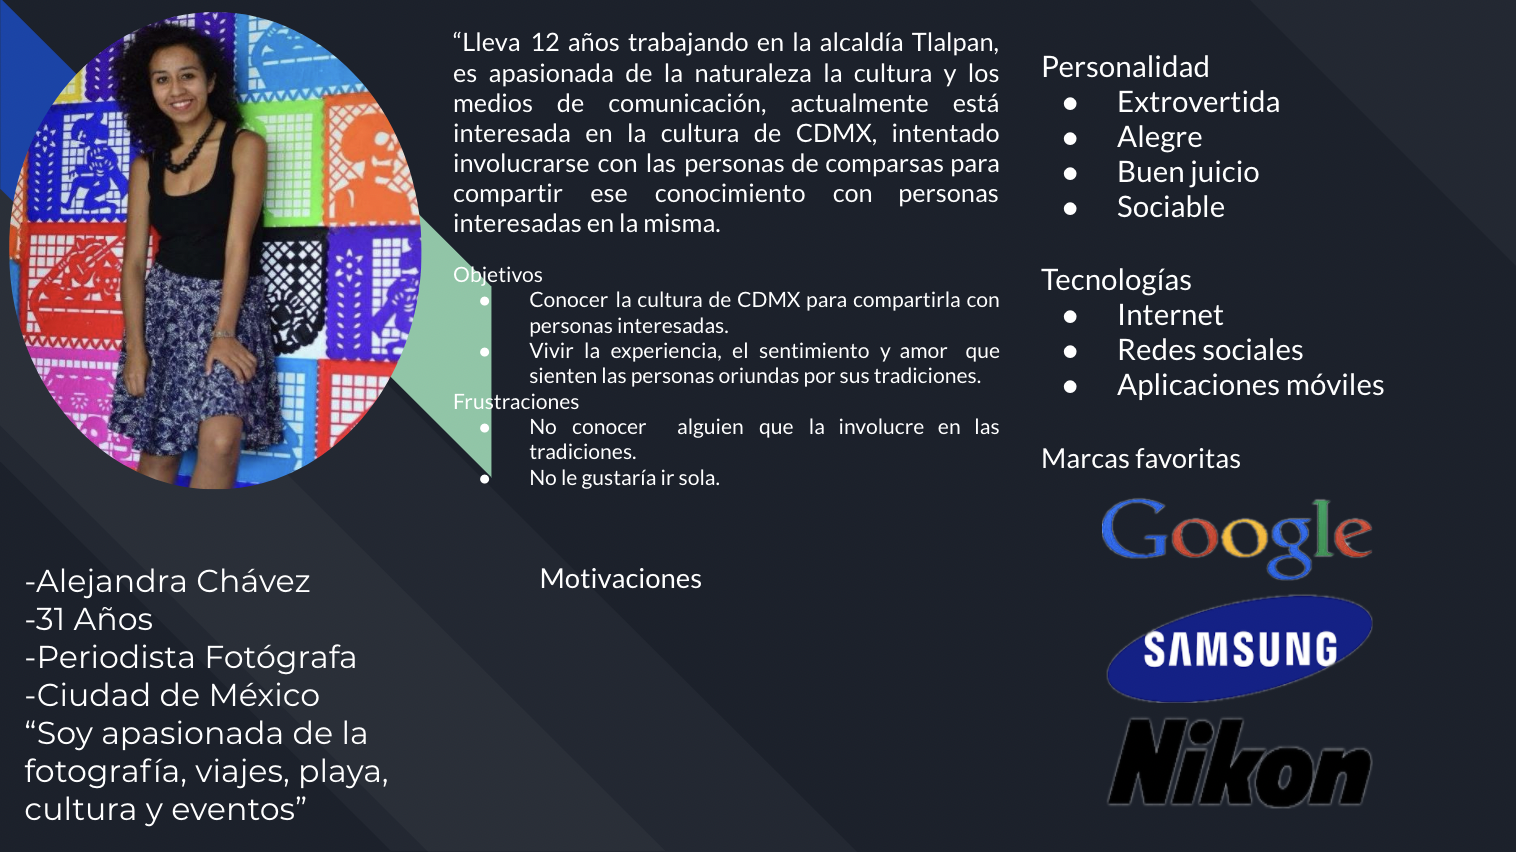 “Lleva 12 años trabajando en la alcaldía Tlalpan,
es apasionada de la naturaleza la cultura y los
medios de comunicación, actualmente está
interesada en la cultura de CDMX, intentado
involucrarse con las personas de comparsas para
compartir ese conocimiento con personas
interesadas en la misma.
Objetivos
● Conocer la cultura de CDMX para compartirla con
personas interesadas.
● Vivir la experiencia, el sentimiento y amor que
sienten las personas oriundas por sus tradiciones.
Frustraciones
● No conocer alguien que la involucre en las
tradiciones.
● No le gustaría ir sola.
Motivaciones
-Alejandra Chávez
-31 Años
-Periodista Fotógrafa
-Ciudad de México
“Soy apasionada de la
fotografía, viajes, playa,
cultura y eventos”
Personalidad
● Extrovertida
● Alegre
● Buen juicio
● Sociable
Tecnologías
● Internet
● Redes sociales
● Aplicaciones móviles
Marcas favoritas
Google
SAMSUNG
Nikon